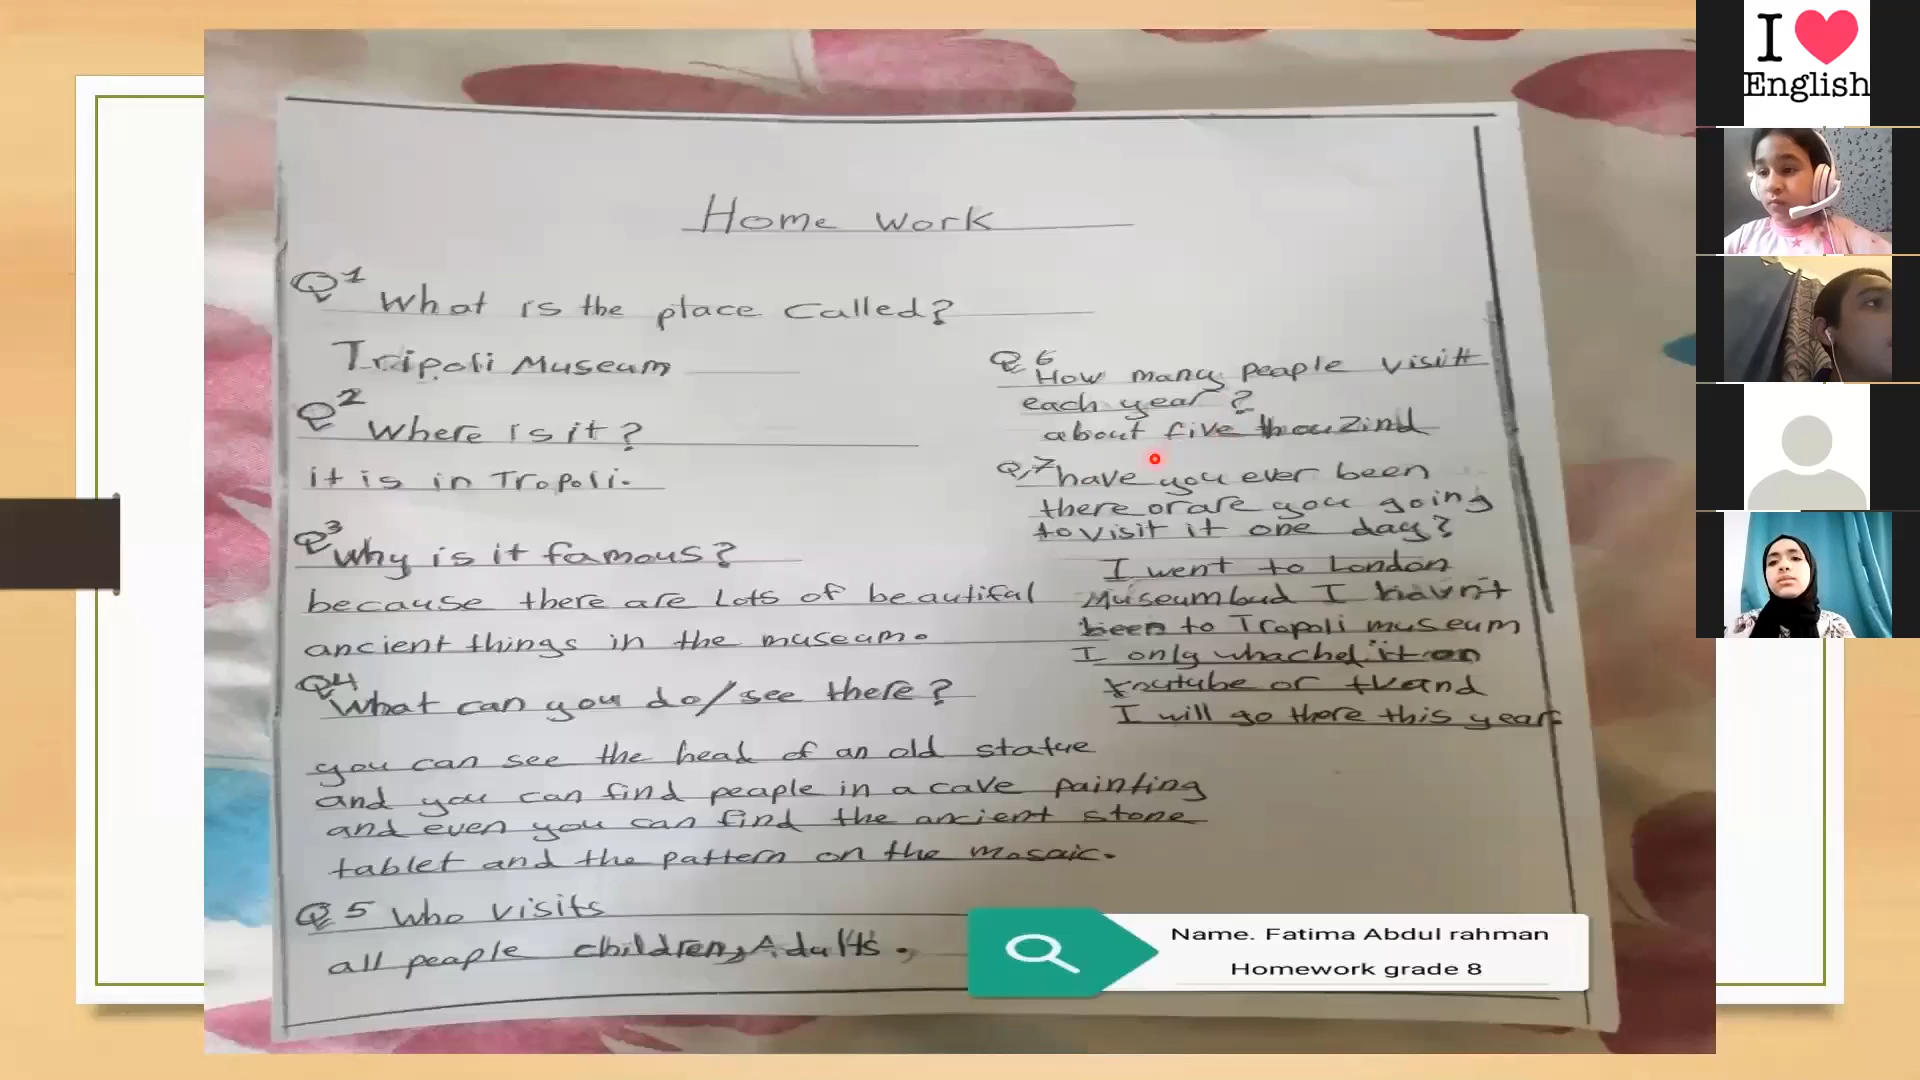 Home Work
Q1 What is the place Called?
Tripoli Museum
Q2 Where is it?
it is in Tropoli.
Q3 Why is it famous?
because there are Lots of beautiful
ancient things in the museum.
Q4 What can you do/see there?
you can see the head of an old statue
and you can find peaple in a cave painting
and even you can find the ancient stone
tablet and the pattern on the mosaic.
Q5 Who visits
all peaple children, Adults.
Q6 How many peaple visitt
each year?
about five thouzind
Q7 have you ever been
there or are you going
to visit it one day?
I went to London
Museum bud I havn't
been to Tropoli museum
I only whached it on
Youtube or tv and
I will go there this year
Name. Fatima Abdul rahman
Homework grade 8
I
English